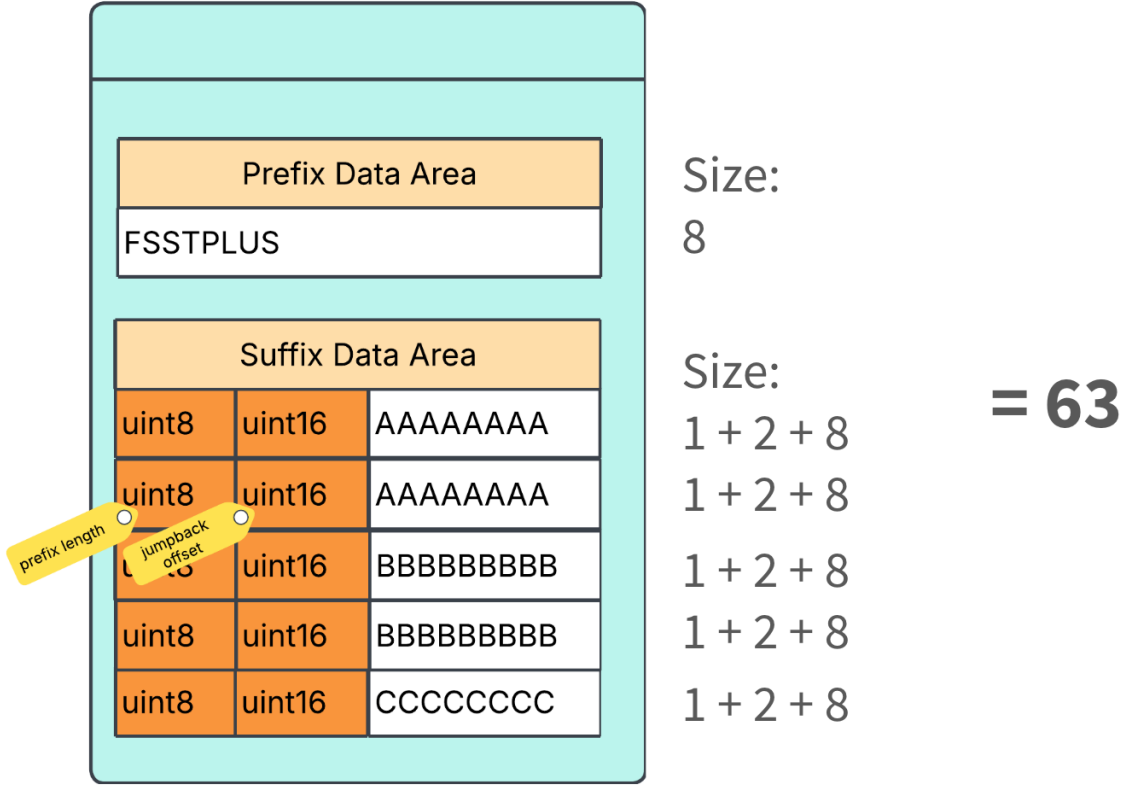 Prefix Data Area
FSSTPLUS
Size:
8
Suffix Data Area
Size:
uint8 uint16 AAAAAAAA 1 + 2 + 8
uint8 uint16 AAAAAAAA 1 + 2 + 8
prefix length
jumpback
offset
uint16 BBBBBBBBB 1 + 2 + 8
uint8 uint16 BBBBBBBBB 1 + 2 + 8
uint8 uint16 CCCCCCCC 1 + 2 + 8
= 63